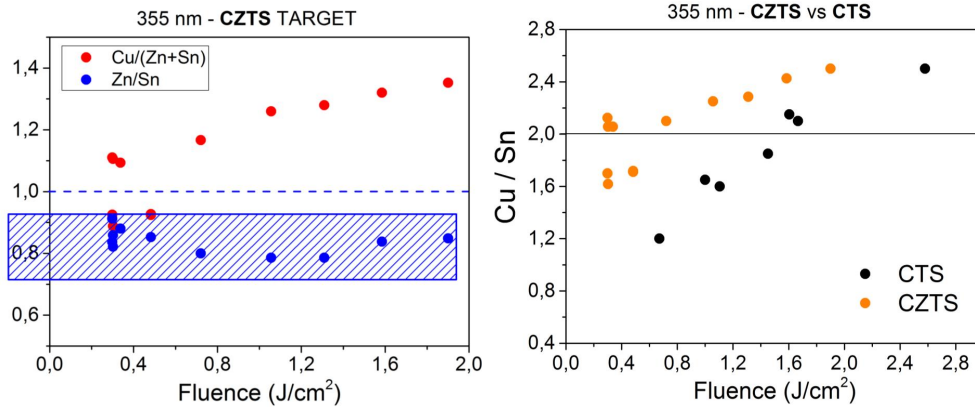 355 nm - CZTS TARGET
Cu/(Zn+Sn)
Zn/Sn
1,4
1,2
1,0
0,8
0,6
0,0
0,4
0,8
1,2
1,6
2,0
Fluence (J/cm²)
355 nm - CZTS vs CTS
Cu / Sn
2,8
2,4
2,0
1,6
1,2
0,8
0,4
CTS
CZTS
0,0
0,4
0,8
1,2
1,6
2,0
2,4
2,8
Fluence (J/cm²)